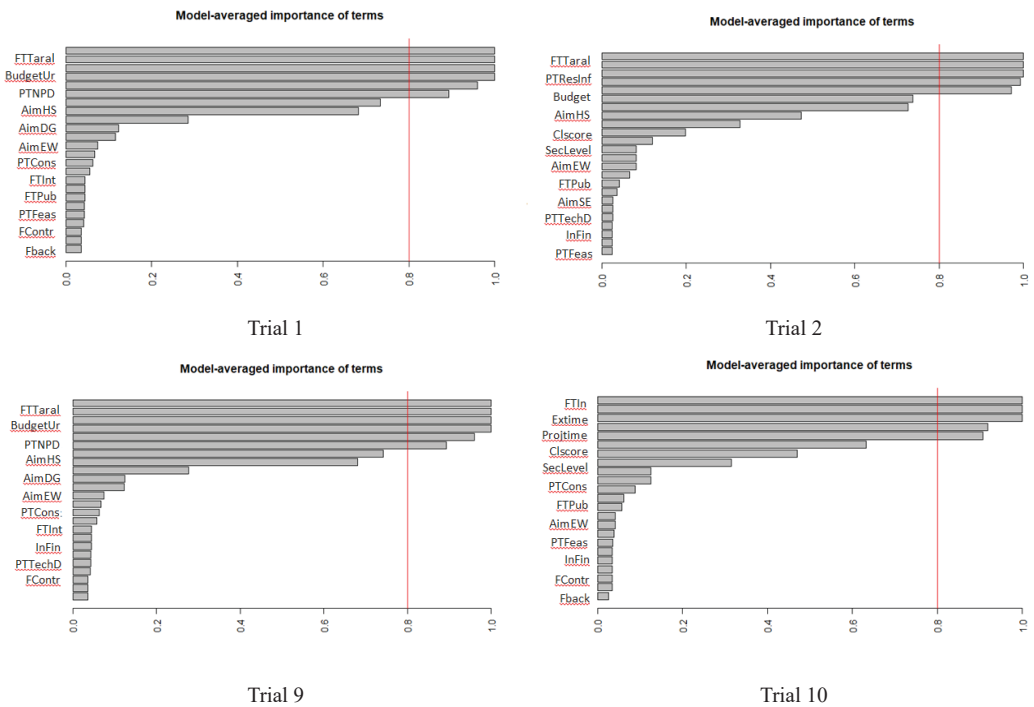 Model-averaged importance of terms
FTTaral
BudgetUr
PTNPD
AimHS
AimDG
AimEW
PTCons
FTInt
FTPub
PTFeas
FContr
Fback
0.0 0.2 0.4 0.6 0.8 1.0
Trial 1
Model-averaged importance of terms
FTTaral
PTResInf
Budget
AimHS
Clscore
SecLevel
AimEW
FTPub
AimSE
PTTechD
InFin
PTFeas
0.0 0.2 0.4 0.6 0.8 1.0
Trial 2
Model-averaged importance of terms
FTTaral
BudgetUr
PTNPD
AimHS
AimDG
AimEW
PTCons:
FTInt
InFin
PTTechD
FContr
0.0 0.2 0.4 0.6 0.8 1.0
Trial 9
Model-averaged importance of terms
FTIn
Extime
Projtime
Clscore
SecLevel
PTCons
FTPub
AimEW
PTFeas
InFin
FContr
Fback
0.0 0.2 0.4 0.6 0.8 1.0
Trial 10